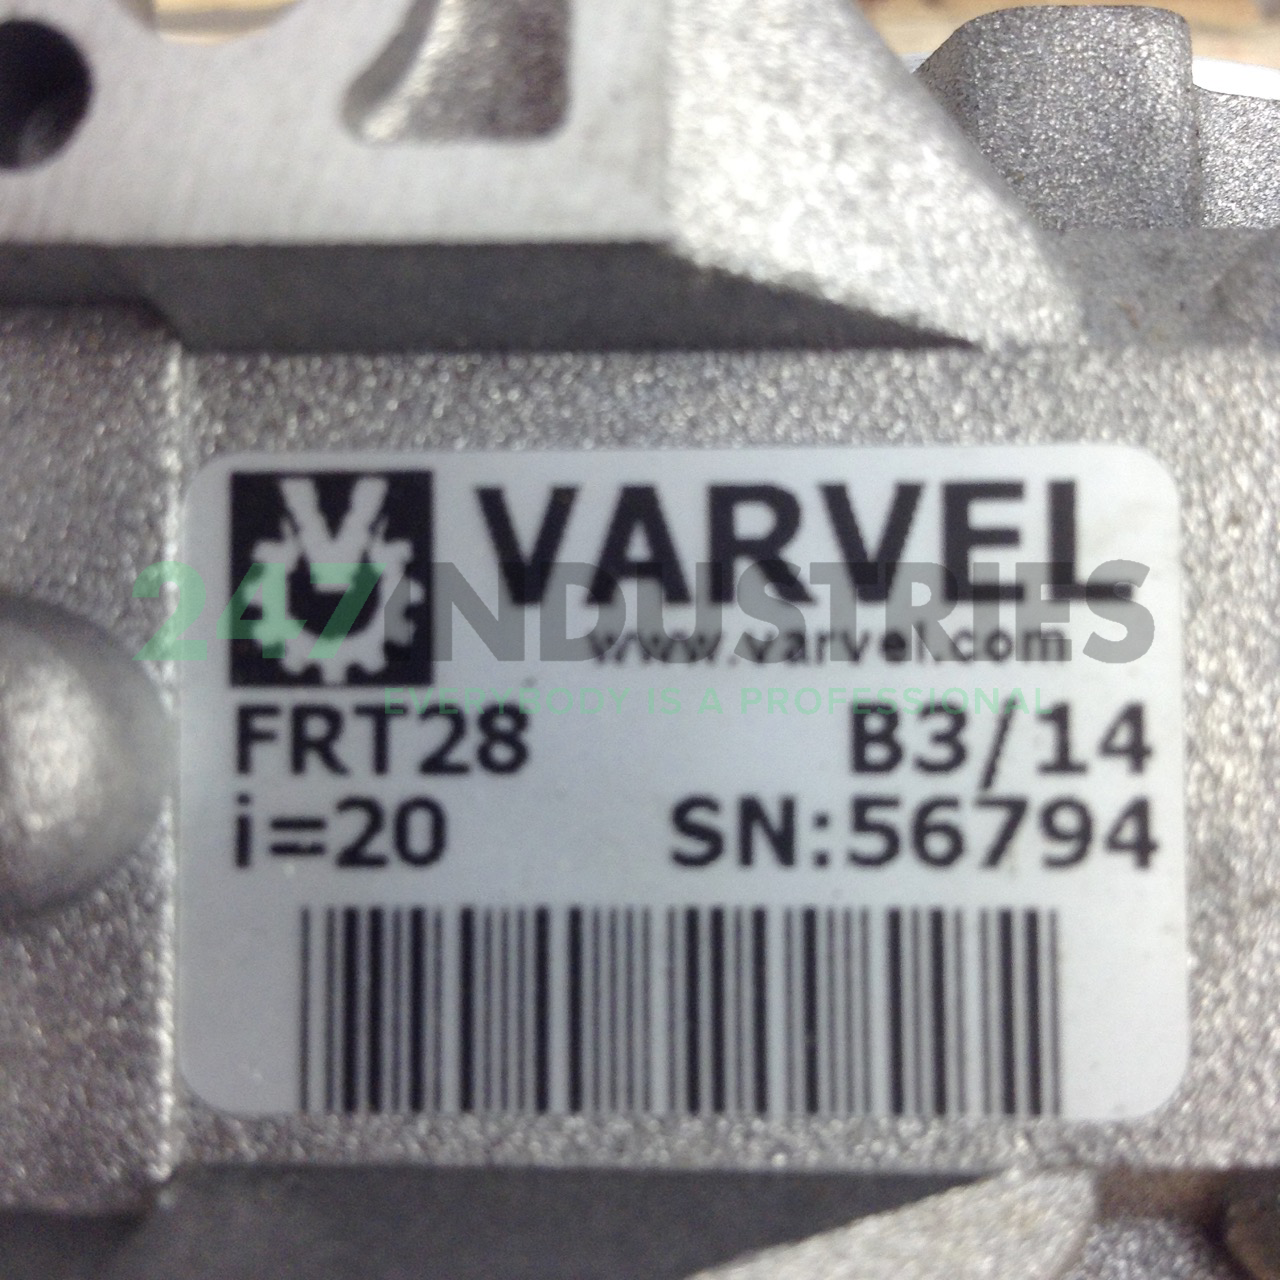 VARVEL
247INDUSTRIES
www.varvel.com
EVERYBODY IS A PROFESSIONAL
FRT28 B3/14
i=20 SN:56794